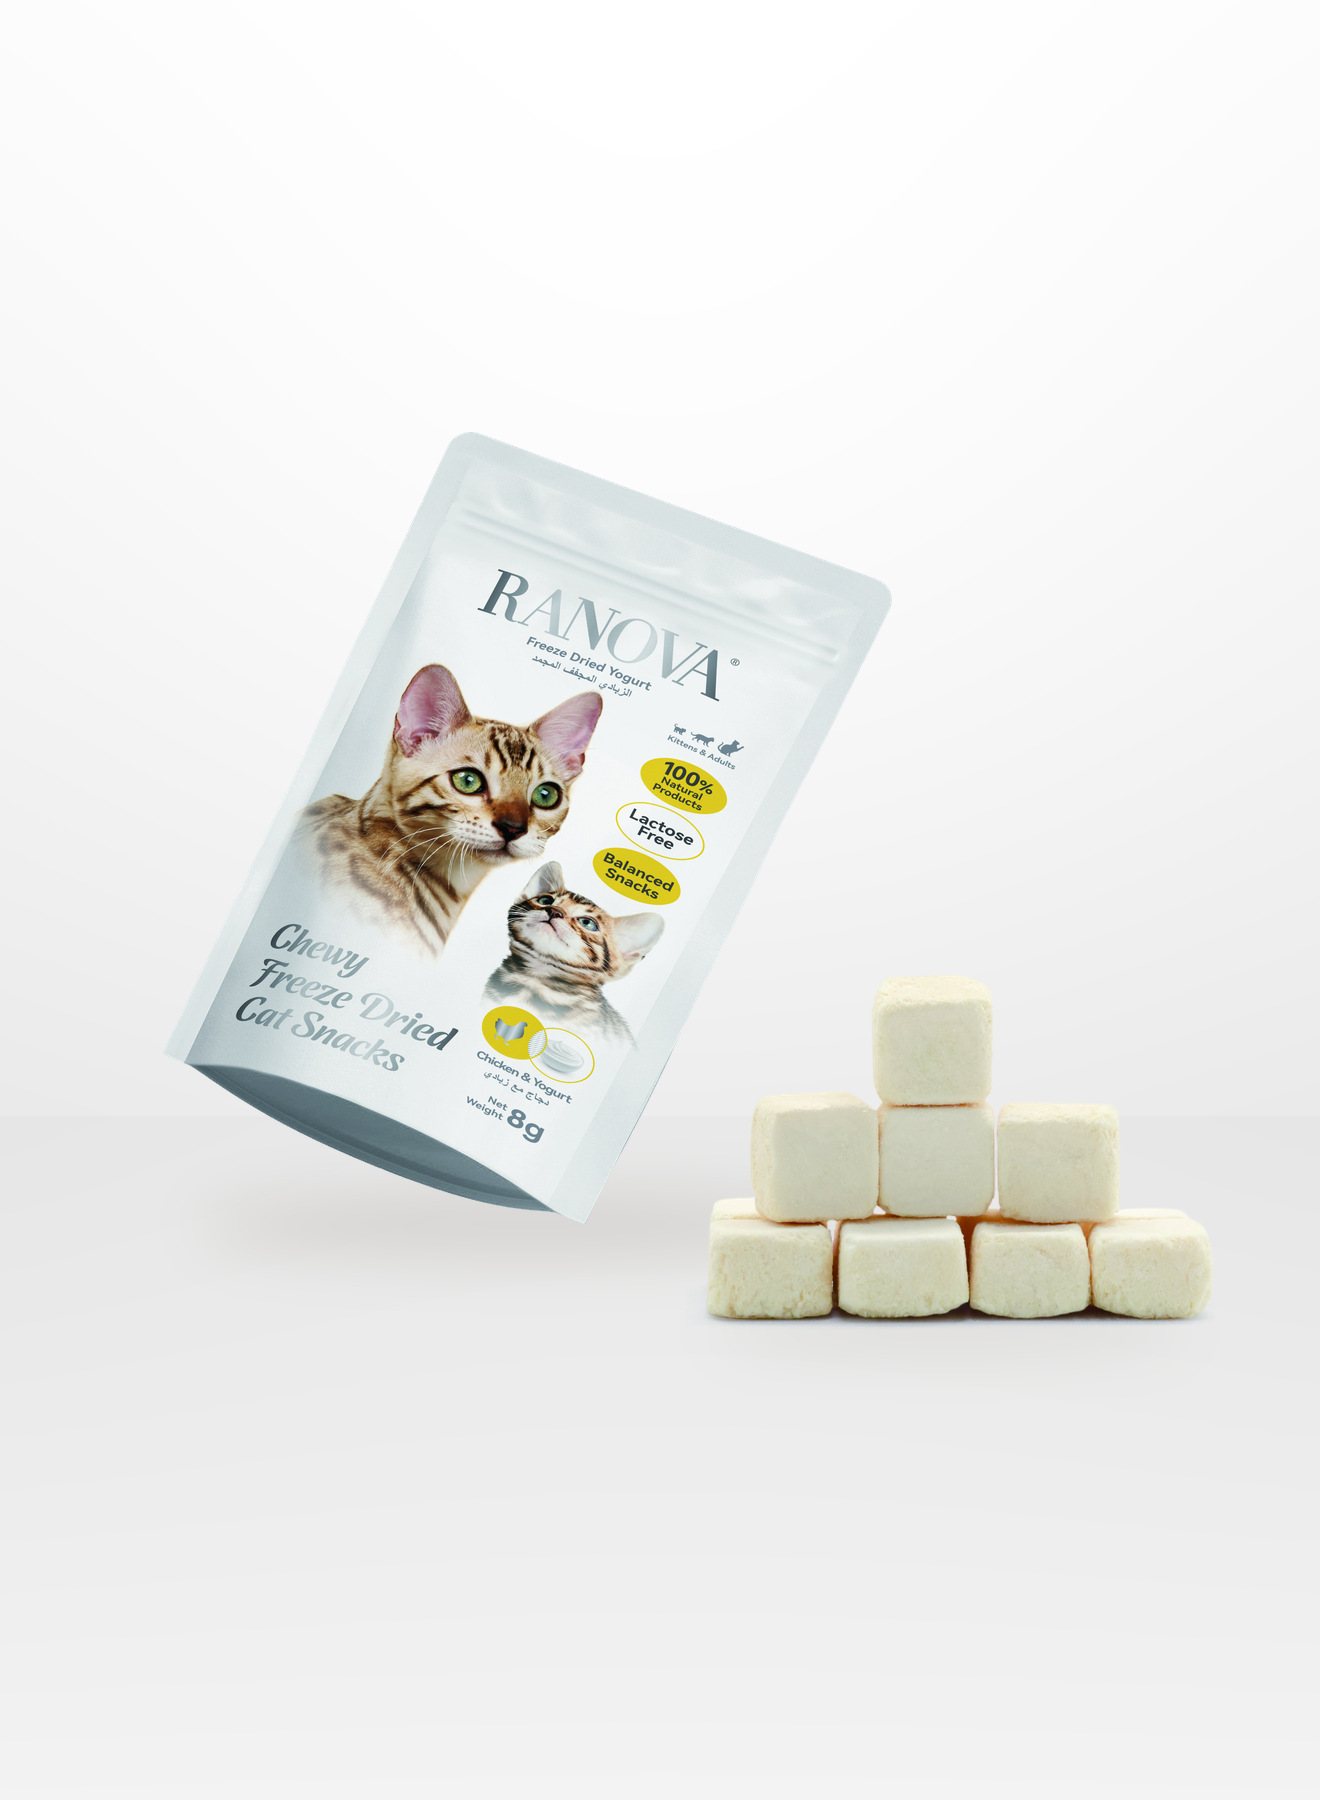 RANOVA®
Freeze Dried Yogurt
الزبادي المجفف المجمد
Kittens & Adults
100%
Natural
Products
Lactose
Free
Balanced
Snacks
Chewy
Freeze Dried
Cat Snacks
Chicken & Yogurt
دجاج مع زبادي
Net
Weight 8g